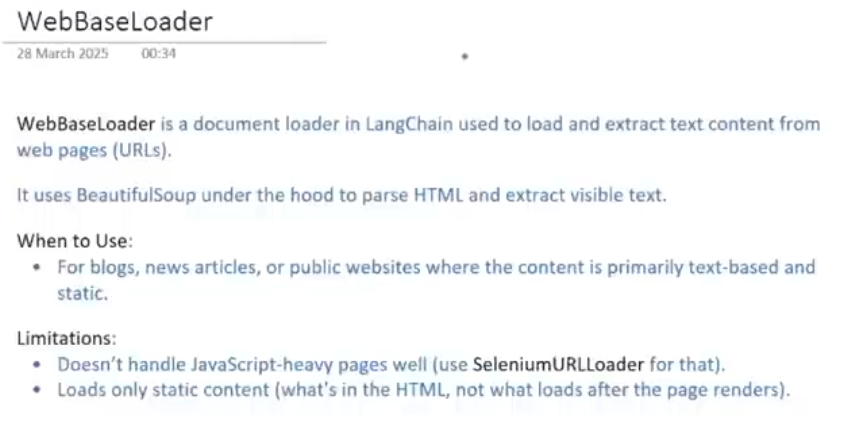 WebBaseLoader
28 March 2025 00:34
WebBaseLoader is a document loader in LangChain used to load and extract text content from
web pages (URLs).
It uses BeautifulSoup under the hood to parse HTML and extract visible text.
When to Use:
• For blogs, news articles, or public websites where the content is primarily text-based and
static.
Limitations:
• Doesn't handle JavaScript-heavy pages well (use SeleniumURLLoader for that).
• Loads only static content (what's in the HTML, not what loads after the page renders).